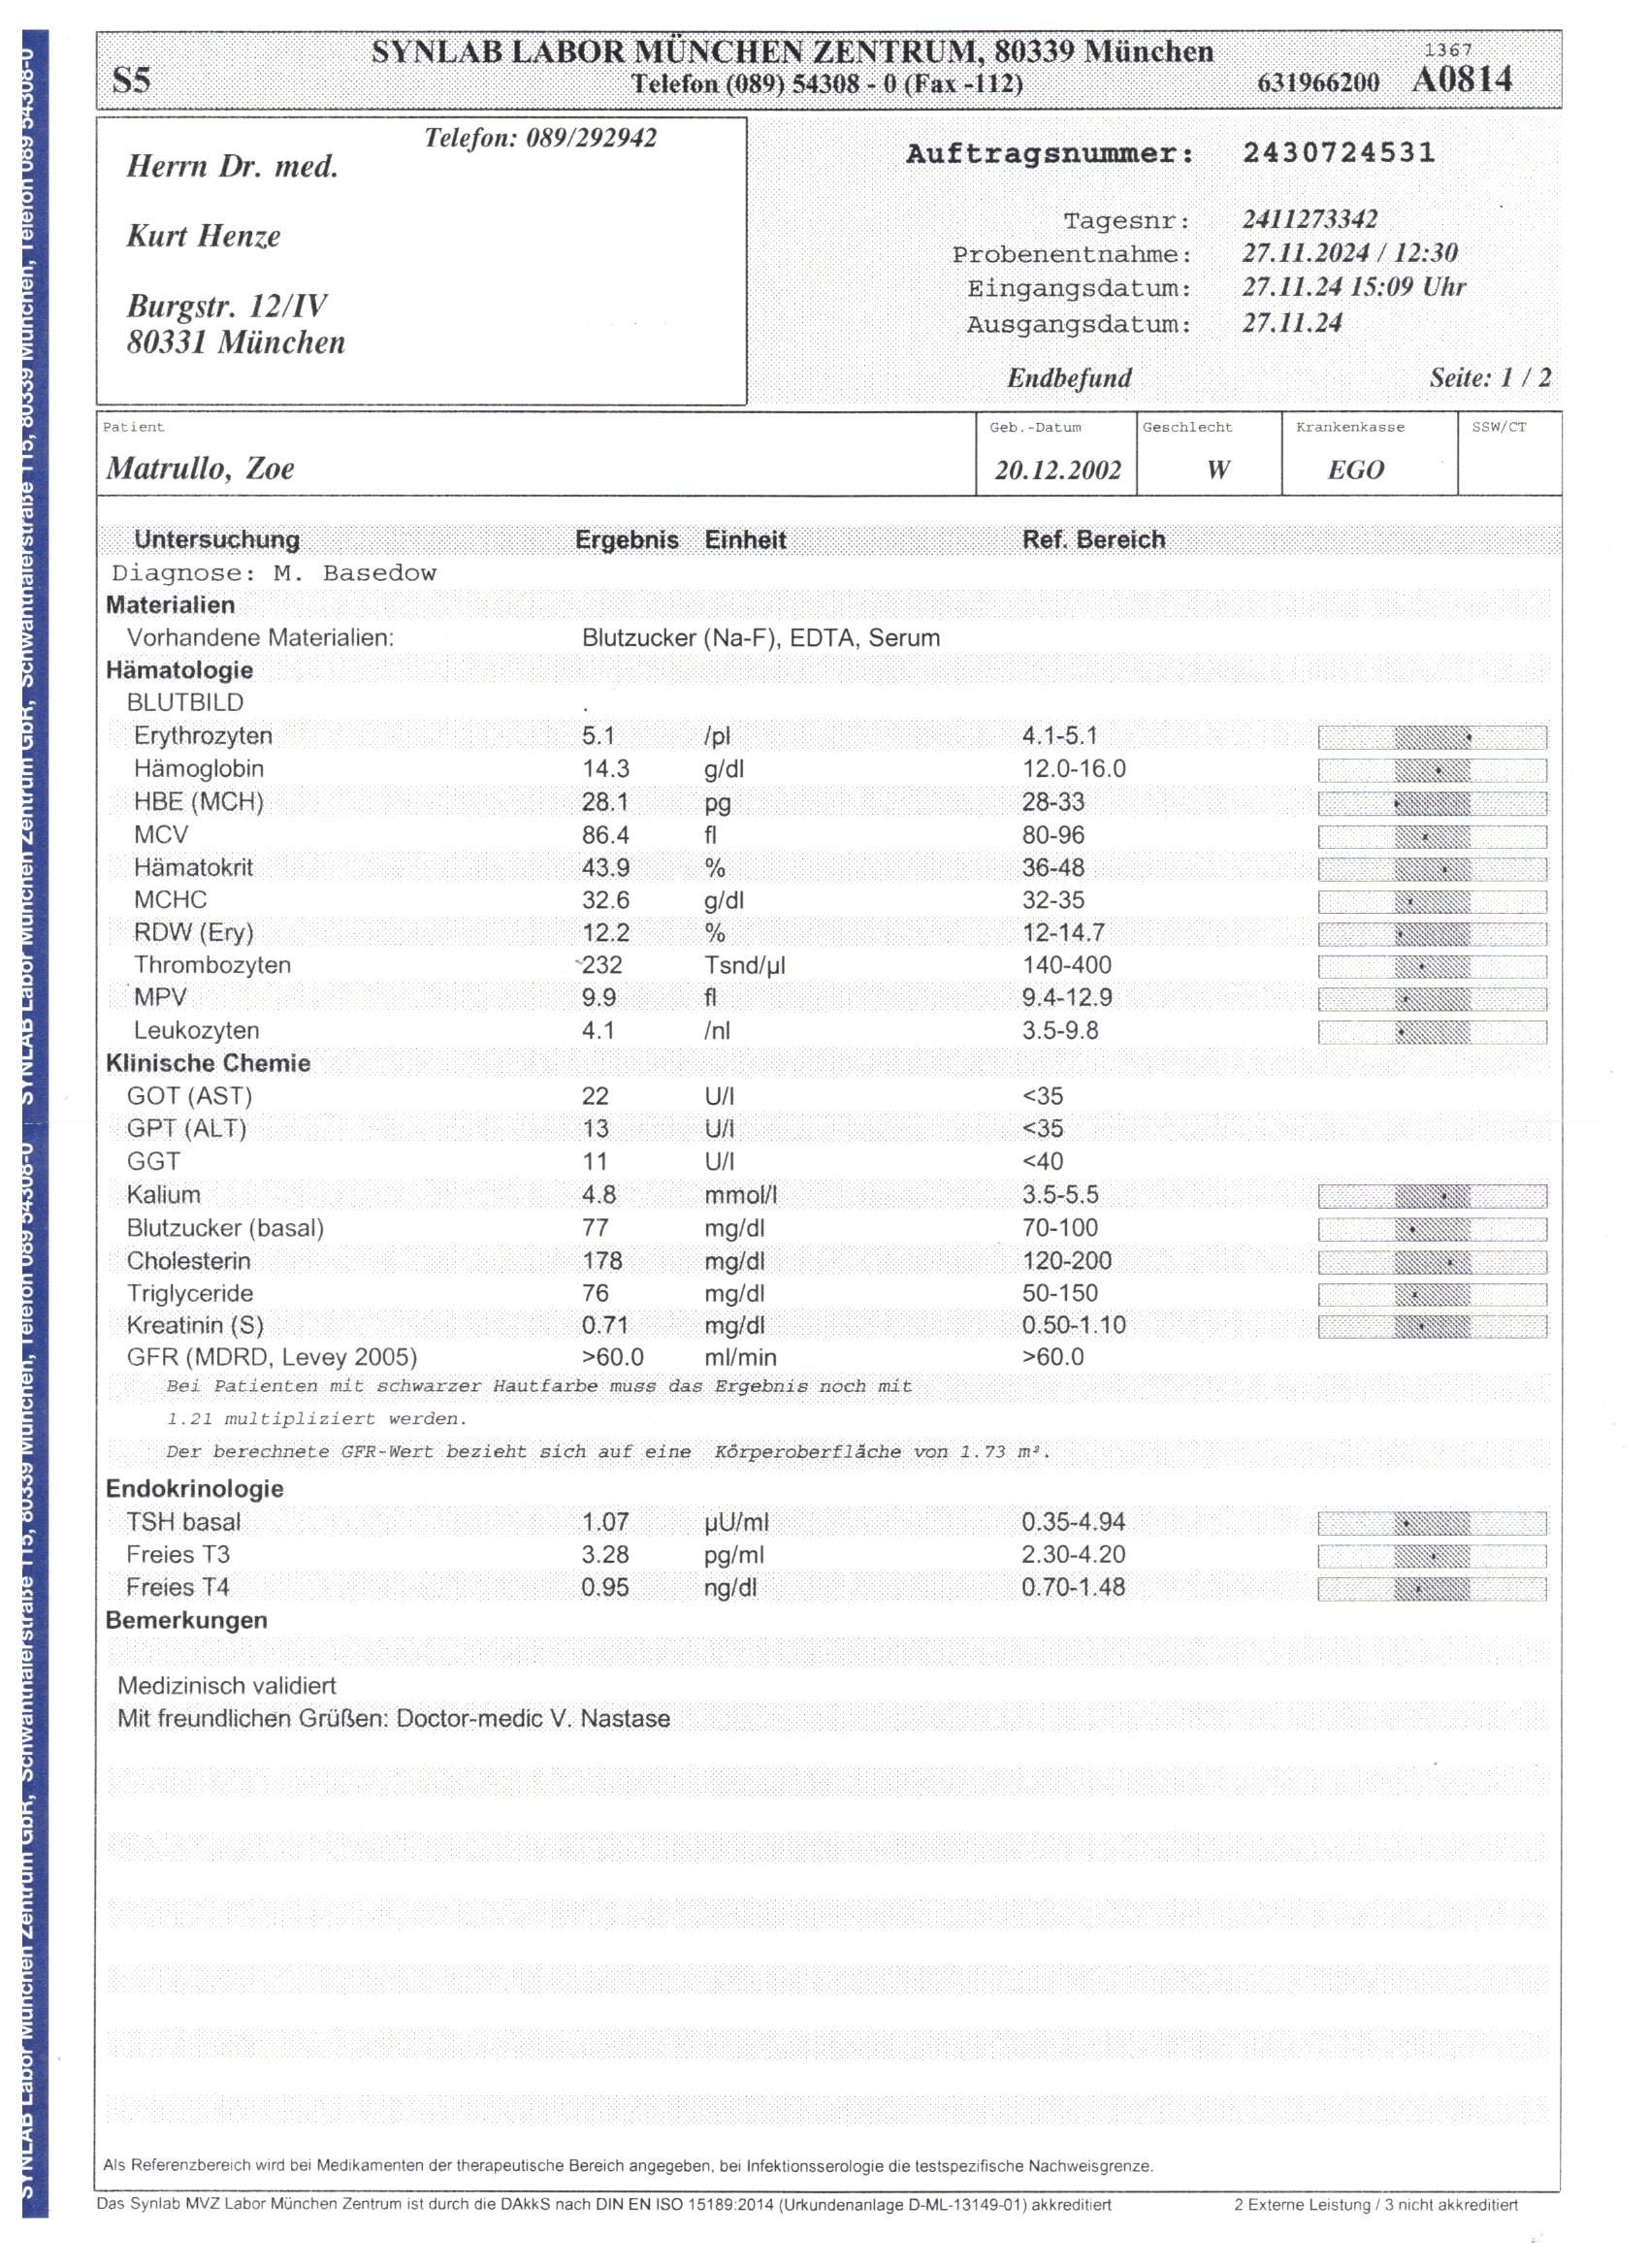 SYNLAB LABOR MÜNCHEN ZENTRUM, 80339 München
1367
S5 Telefon (089) 54308 - 0 (Fax -112) 631966200 A0814
Telefon: 089/292942
Herrn Dr. med.
Kurt Henze
Burgstr. 12/IV
80331 München
Auftragsnummer: 2430724531
Tagesnr: 2411273342
Probenentnahme: 27.11.2024 / 12:30
Eingangsdatum: 27.11.24 15:09 Uhr
Ausgangsdatum: 27.11.24
Endbefund Seite: 1 / 2
Patient Geb.-Datum Geschlecht Krankenkasse SSW/CT
Matrullo, Zoe 20.12.2002 W EGO
Untersuchung Ergebnis Einheit Ref. Bereich
Diagnose: M. Basedow
Materialien
Vorhandene Materialien: Blutzucker (Na-F), EDTA, Serum
Hämatologie
BLUTBILD .
Erythrozyten 5.1 /pl 4.1-5.1
Hämoglobin 14.3 g/dl 12.0-16.0
HBE (MCH) 28.1 pg 28-33
MCV 86.4 fl 80-96
Hämatokrit 43.9 % 36-48
MCHC 32.6 g/dl 32-35
RDW (Ery) 12.2 % 12-14.7
Thrombozyten 232 Tsnd/µl 140-400
MPV 9.9 fl 9.4-12.9
Leukozyten 4.1 /nl 3.5-9.8
Klinische Chemie
GOT (AST) 22 U/l <35
GPT (ALT) 13 U/l <35
GGT 11 U/l <40
Kalium 4.8 mmol/l 3.5-5.5
Blutzucker (basal) 77 mg/dl 70-100
Cholesterin 178 mg/dl 120-200
Triglyceride 76 mg/dl 50-150
Kreatinin (S) 0.71 mg/dl 0.50-1.10
GFR (MDRD, Levey 2005) >60.0 ml/min >60.0
Bei Patienten mit schwarzer Hautfarbe muss das Ergebnis noch mit
1.21 multipliziert werden.
Der berechnete GFR-Wert bezieht sich auf eine Körperoberfläche von 1.73 m².
Endokrinologie
TSH basal 1.07 µU/ml 0.35-4.94
Freies T3 3.28 pg/ml 2.30-4.20
Freies T4 0.95 ng/dl 0.70-1.48
Bemerkungen
Medizinisch validiert
Mit freundlichen Grüßen: Doctor-medic V. Nastase
Als Referenzbereich wird bei Medikamenten der therapeutische Bereich angegeben, bei Infektionsserologie die testspezifische Nachweisgrenze.
Das Synlab MVZ Labor München Zentrum ist durch die DAkkS nach DIN EN ISO 15189:2014 (Urkundenanlage D-ML-13149-01) akkreditiert 2 Externe Leistung / 3 nicht akkreditiert
SYNLAB Labor München Zentrum GbR, Schwanthalerstraße 115, 80339 München, Telefon 089 54308-0
SYNLAB Labor München Zentrum GbR, Schwanthalerstraße 115, 80339 München, Telefon 089 54308-0